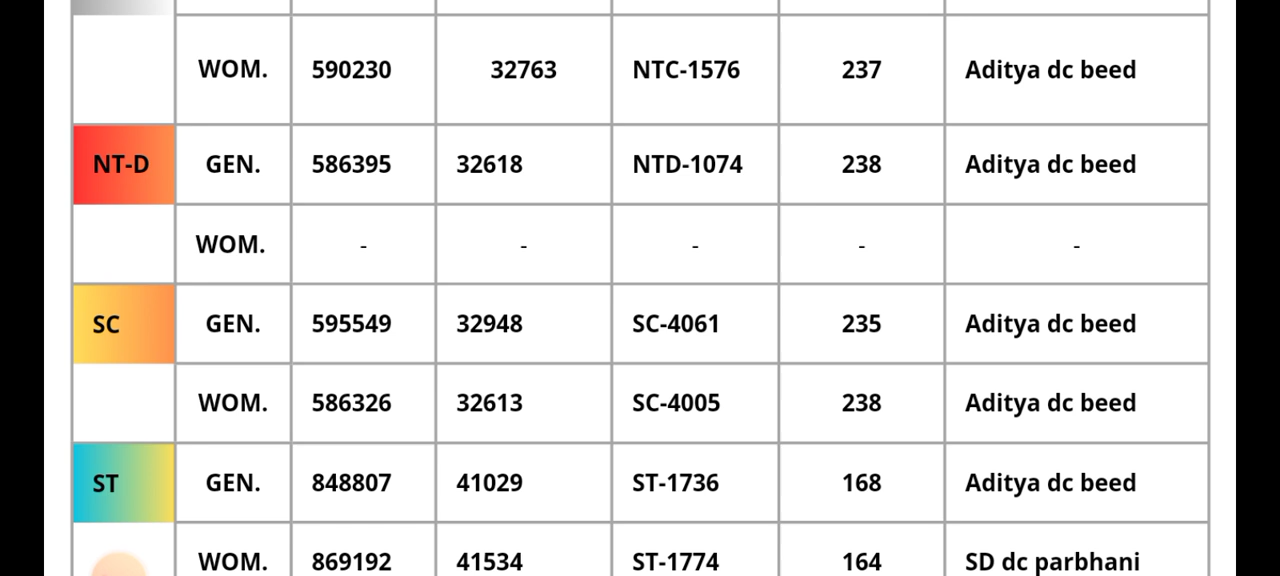 WOM. 590230 32763 NTC-1576 237 Aditya dc beed
NT-D GEN. 586395 32618 NTD-1074 238 Aditya dc beed
WOM. - - - - -
SC GEN. 595549 32948 SC-4061 235 Aditya dc beed
WOM. 586326 32613 SC-4005 238 Aditya dc beed
ST GEN. 848807 41029 ST-1736 168 Aditya dc beed
WOM. 869192 41534 ST-1774 164 SD dc parbhani